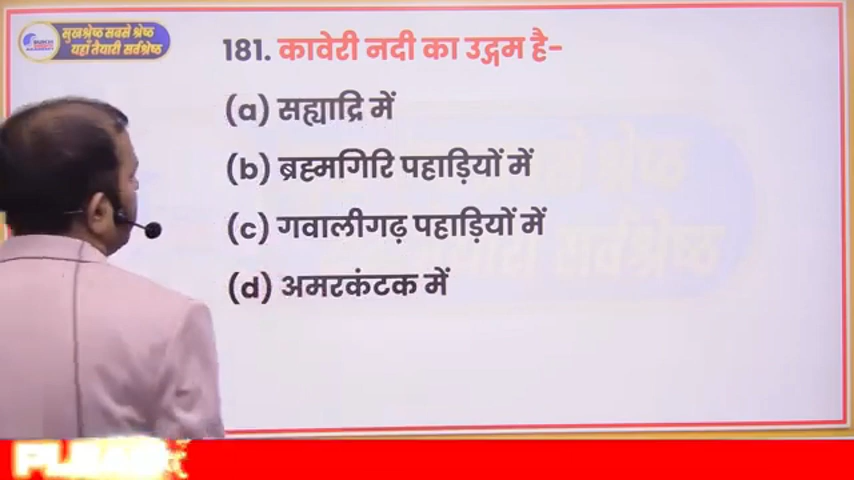 सुखश्रेष्ठ सबसे श्रेष्ठ
यहाँ तैयारी सर्वश्रेष्ठ
181. कावेरी नदी का उद्गम है-
(a) सह्याद्रि में
(b) ब्रह्मगिरि पहाड़ियों में
(c) गवालीगढ़ पहाड़ियों में
(d) अमरकंटक में